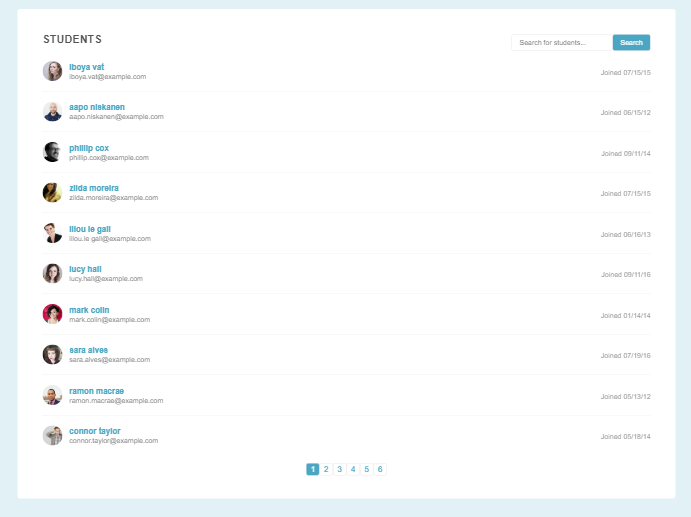 STUDENTS
Search for students...
Search
iboya vat
iboya.vat@example.com
Joined 07/15/15
aapo niskanen
aapo.niskanen@example.com
Joined 06/15/12
phillip cox
phillip.cox@example.com
Joined 09/11/14
zilda moreira
zilda.moreira@example.com
Joined 07/15/15
lilou le gall
lilou.le gall@example.com
Joined 06/16/13
lucy hall
lucy.hall@example.com
Joined 09/11/16
mark colin
mark.colin@example.com
Joined 01/14/14
sara alves
sara.alves@example.com
Joined 07/19/16
ramon macrae
ramon.macrae@example.com
Joined 05/13/12
connor taylor
connor.taylor@example.com
Joined 05/18/14
1 2 3 4 5 6